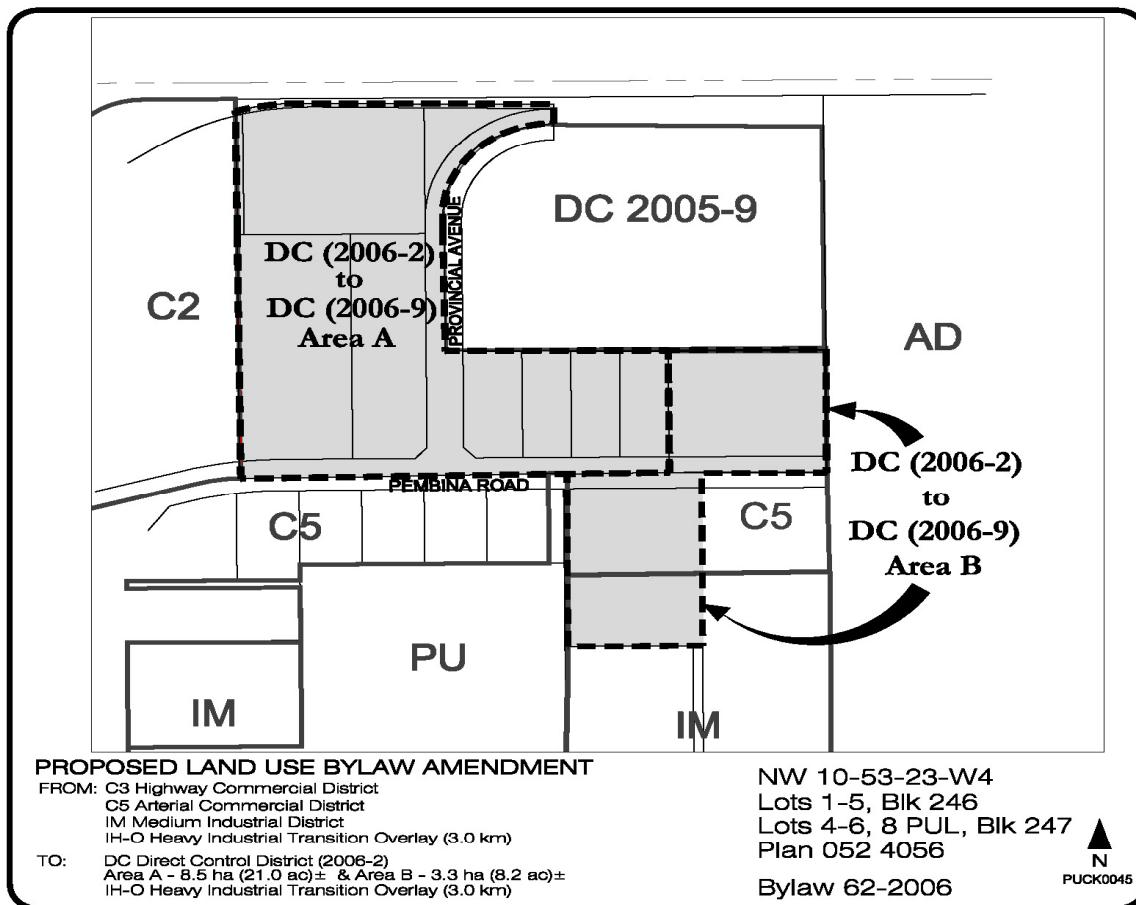 DC 2005-9
PROVINCIAL AVENUE
DC (2006-2)
to
DC (2006-9)
Area A
C2
AD
DC (2006-2)
to
DC (2006-9)
Area B
PEMBINA ROAD
C5
C5
PU
IM
IM
PROPOSED LAND USE BYLAW AMENDMENT
FROM: C3 Highway Commercial District
C5 Arterial Commercial District
IM Medium Industrial District
IH-O Heavy Industrial Transition Overlay (3.0 km)
TO: DC Direct Control District (2006-2)
Area A - 8.5 ha (21.0 ac)± & Area B - 3.3 ha (8.2 ac)±
IH-O Heavy Industrial Transition Overlay (3.0 km)
NW 10-53-23-W4
Lots 1-5, Blk 246
Lots 4-6, 8 PUL, Blk 247
Plan 052 4056
Bylaw 62-2006
N
PUCK0045